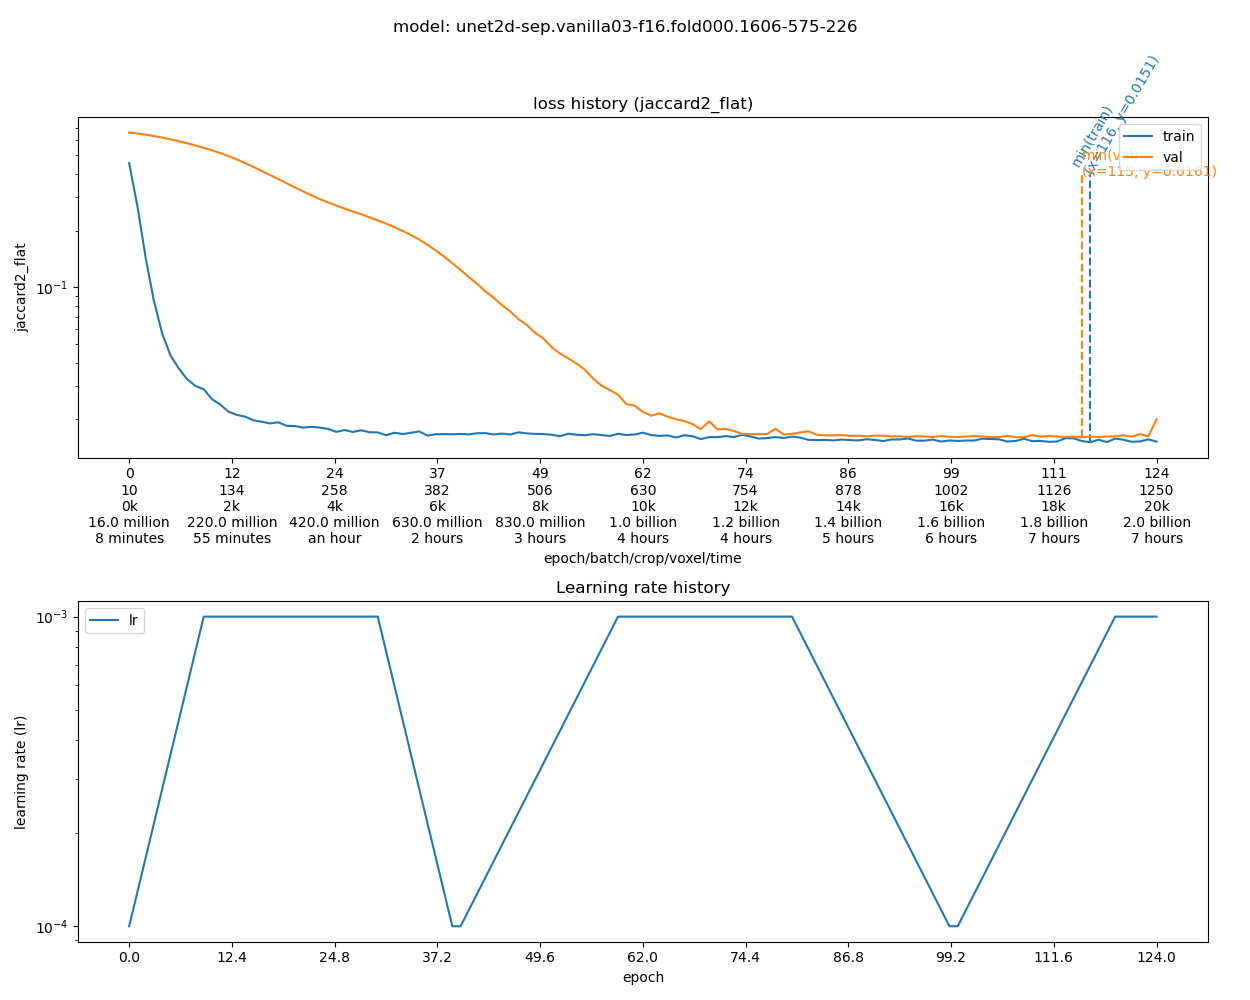 model: unet2d-sep.vanilla03-f16.fold000.1606-575-226
loss history (jaccard2_flat)
min(train)
(x=116, y=0.0151)
min(val)
(x=115, y=0.0161)
train
val
jaccard2_flat
10⁻¹
0 12 24 37 49 62 74 86 99 111 124
10 134 258 382 506 630 754 878 1002 1126 1250
0k 2k 4k 6k 8k 10k 12k 14k 16k 18k 20k
16.0 million 220.0 million 420.0 million 630.0 million 830.0 million 1.0 billion 1.2 billion 1.4 billion 1.6 billion 1.8 billion 2.0 billion
8 minutes 55 minutes an hour 2 hours 3 hours 4 hours 4 hours 5 hours 6 hours 7 hours 7 hours
epoch/batch/crop/voxel/time
Learning rate history
lr
learning rate (lr)
10⁻³
10⁻⁴
0.0 12.4 24.8 37.2 49.6 62.0 74.4 86.8 99.2 111.6 124.0
epoch